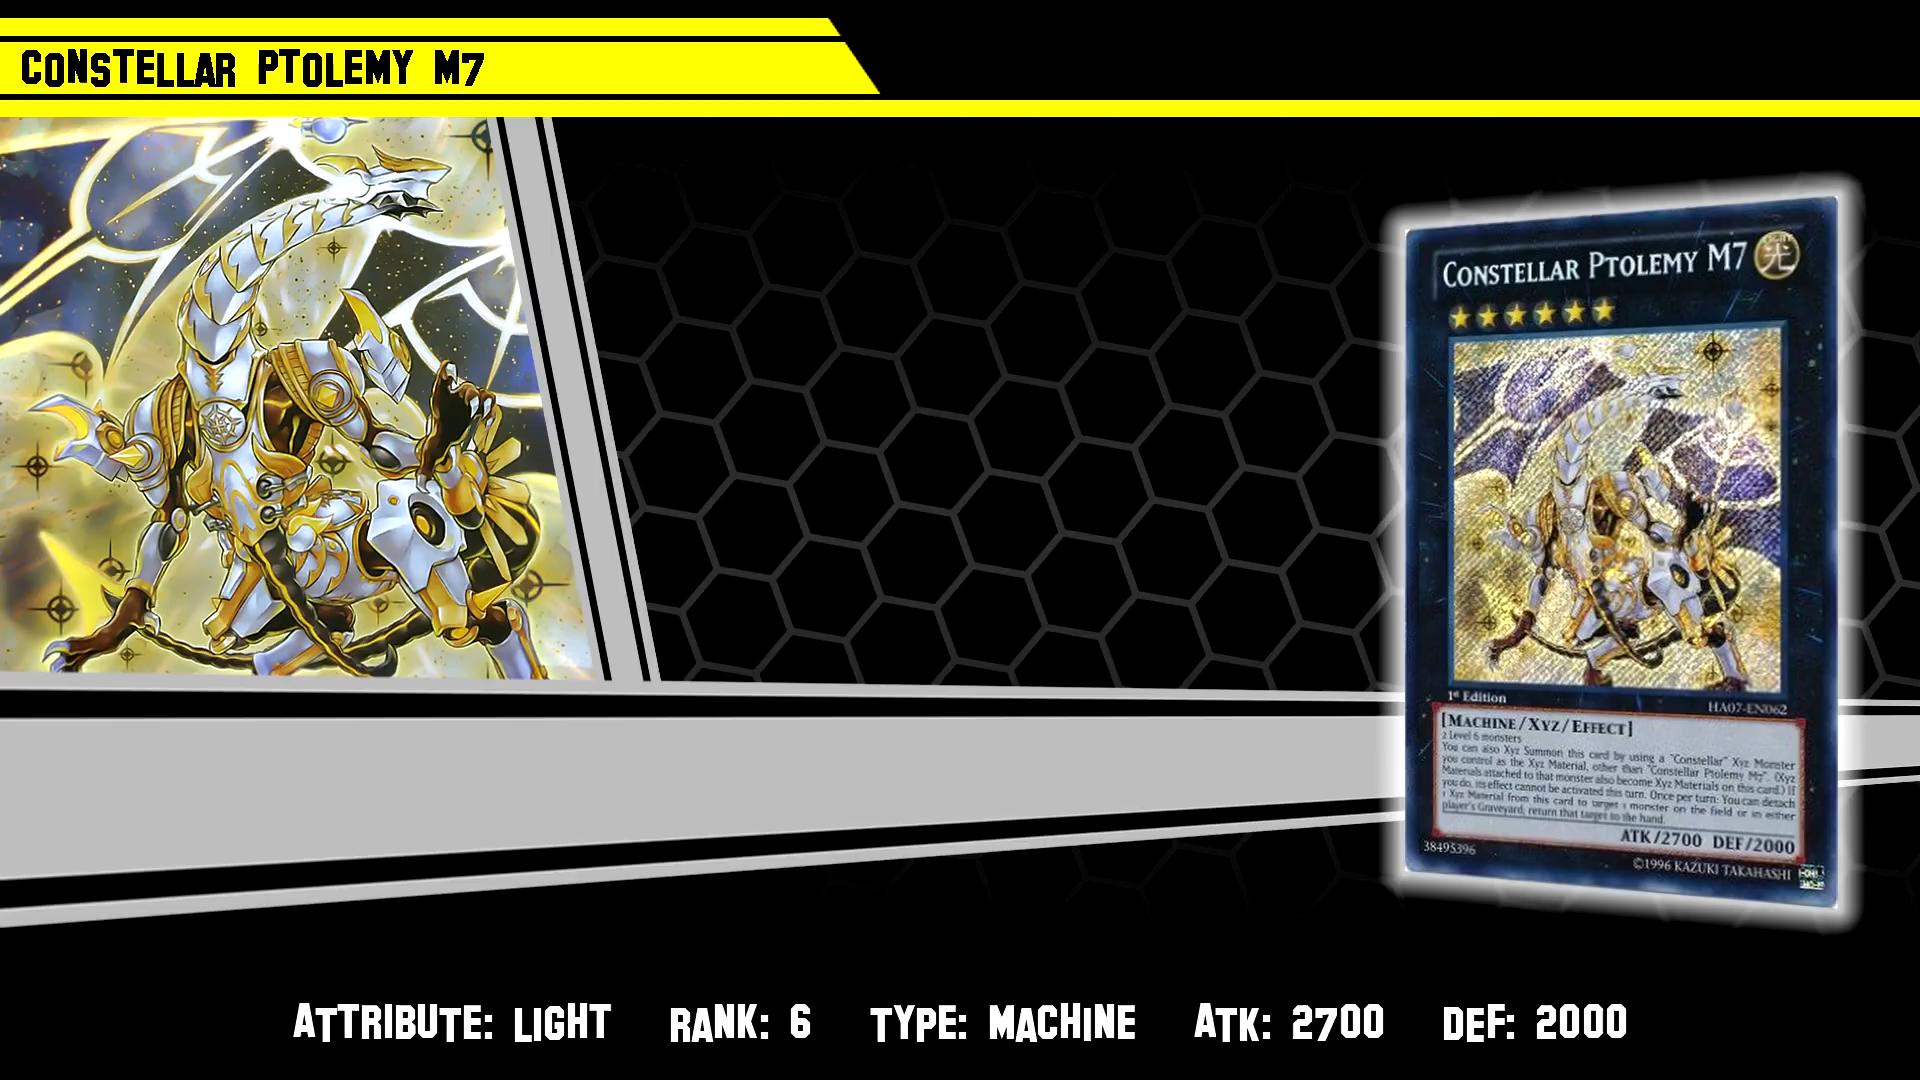 CONSTELLAR PTOLEMY M7
CONSTELLAR PTOLEMY M7
LIGHT
光
1st Edition
HA07-EN062
[MACHINE/XYZ/EFFECT]
2 Level 6 monsters
You can also Xyz Summon this card by using a "Constellar" Xyz Monster
you control as the Xyz Material, other than "Constellar Ptolemy M7". (Xyz
Materials attached to that monster also become Xyz Materials on this card.) If
you do, its effect cannot be activated this turn. Once per turn: You can detach
1 Xyz Material from this card to target 1 monster on the field or in either
player's Graveyard; return that target to the hand.
ATK/2700 DEF/2000
38495396
©1996 KAZUKI TAKAHASHI
ATTRIBUTE: LIGHT RANK: 6 TYPE: MACHINE ATK: 2700 DEF: 2000